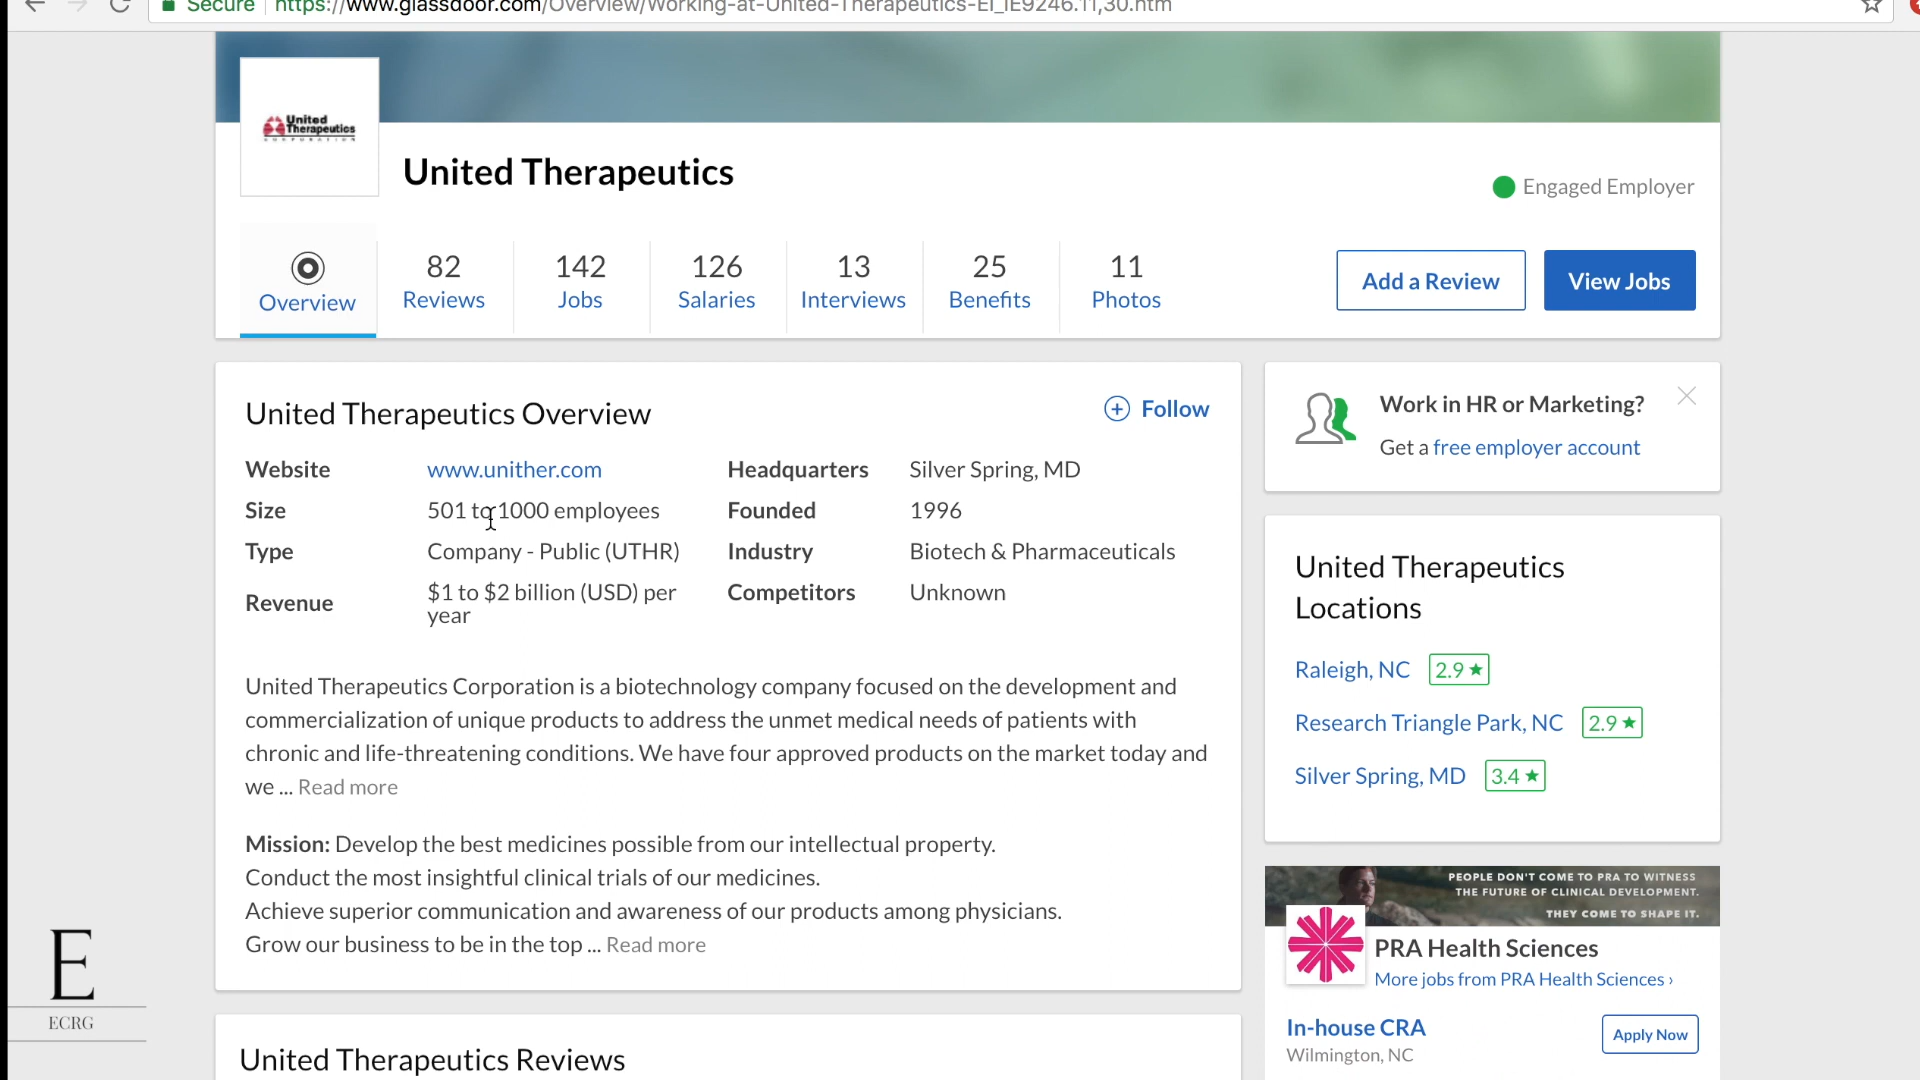 Secure https://www.glassdoor.com/Overview/Working-at-United-Therapeutics-EI_IE9246.11,30.htm
United
Therapeutics
CORPORATION
United Therapeutics
Engaged Employer
Overview
82
Reviews
142
Jobs
126
Salaries
13
Interviews
25
Benefits
11
Photos
Add a Review
View Jobs
United Therapeutics Overview
Follow
Website www.unither.com Headquarters Silver Spring, MD
Size 501 to 1000 employees Founded 1996
Type Company - Public (UTHR) Industry Biotech & Pharmaceuticals
Revenue $1 to $2 billion (USD) per year Competitors Unknown
United Therapeutics Corporation is a biotechnology company focused on the development and
commercialization of unique products to address the unmet medical needs of patients with
chronic and life-threatening conditions. We have four approved products on the market today and
we ... Read more
Mission: Develop the best medicines possible from our intellectual property.
Conduct the most insightful clinical trials of our medicines.
Achieve superior communication and awareness of our products among physicians.
Grow our business to be in the top ... Read more
United Therapeutics Reviews
Work in HR or Marketing?
Get a free employer account
United Therapeutics
Locations
Raleigh, NC 2.9 ★
Research Triangle Park, NC 2.9 ★
Silver Spring, MD 3.4 ★
PEOPLE DON'T COME TO PRA TO WITNESS
THE FUTURE OF CLINICAL DEVELOPMENT.
THEY COME TO SHAPE IT.
PRA Health Sciences
More jobs from PRA Health Sciences ›
In-house CRA
Wilmington, NC
Apply Now
E
ECRG